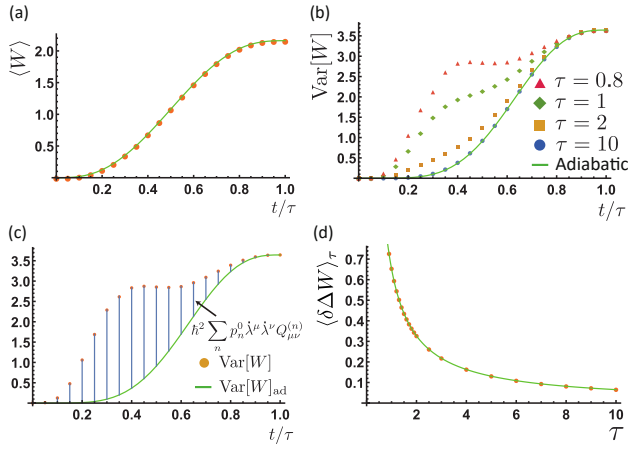 (a)
⟨W⟩
2.0
1.5
1.0
0.5
0.2 0.4 0.6 0.8 1.0
t/τ
(b)
Var[W]
3.5
3.0
2.5
2.0
1.5
1.0
0.5
0.2 0.4 0.6 0.8 1.0
t/τ
τ = 0.8
τ = 1
τ = 2
τ = 10
Adiabatic
(c)
3.5
3.0
2.5
2.0
1.5
1.0
0.5
0.2 0.4 0.6 0.8 1.0
t/τ
ħ² ∑ₙ pₙ⁰ λ̇^μ λ̇^ν Q_{μν}^{(n)}
Var[W]
Var[W]_ad
(d)
⟨δΔW⟩_τ
0.7
0.6
0.5
0.4
0.3
0.2
0.1
2 4 6 8 10
τ